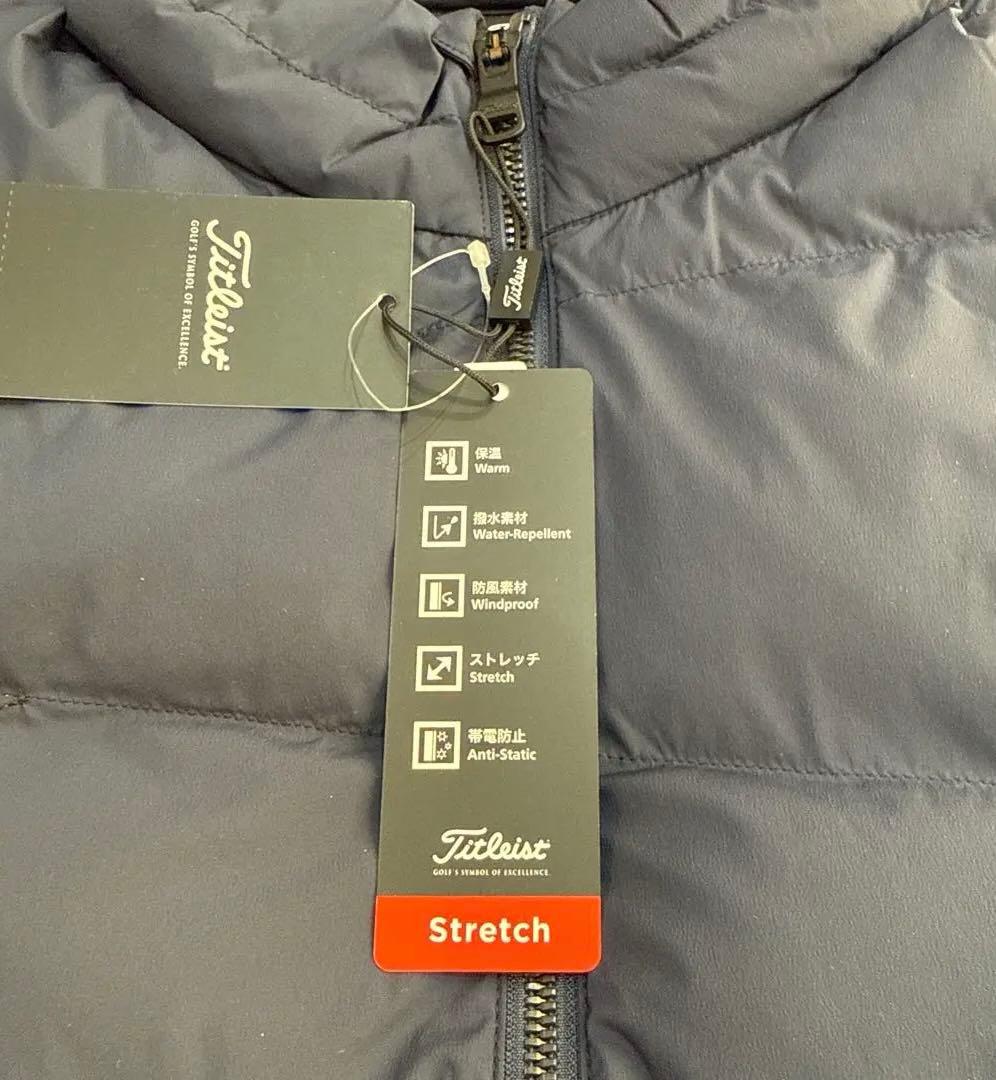 Titleist
GOLF'S SYMBOL OF EXCELLENCE.
Titleist
保温
Warm
撥水素材
Water-Repellent
防風素材
Windproof
ストレッチ
Stretch
帯電防止
Anti-Static
Titleist
GOLF'S SYMBOL OF EXCELLENCE.
Stretch